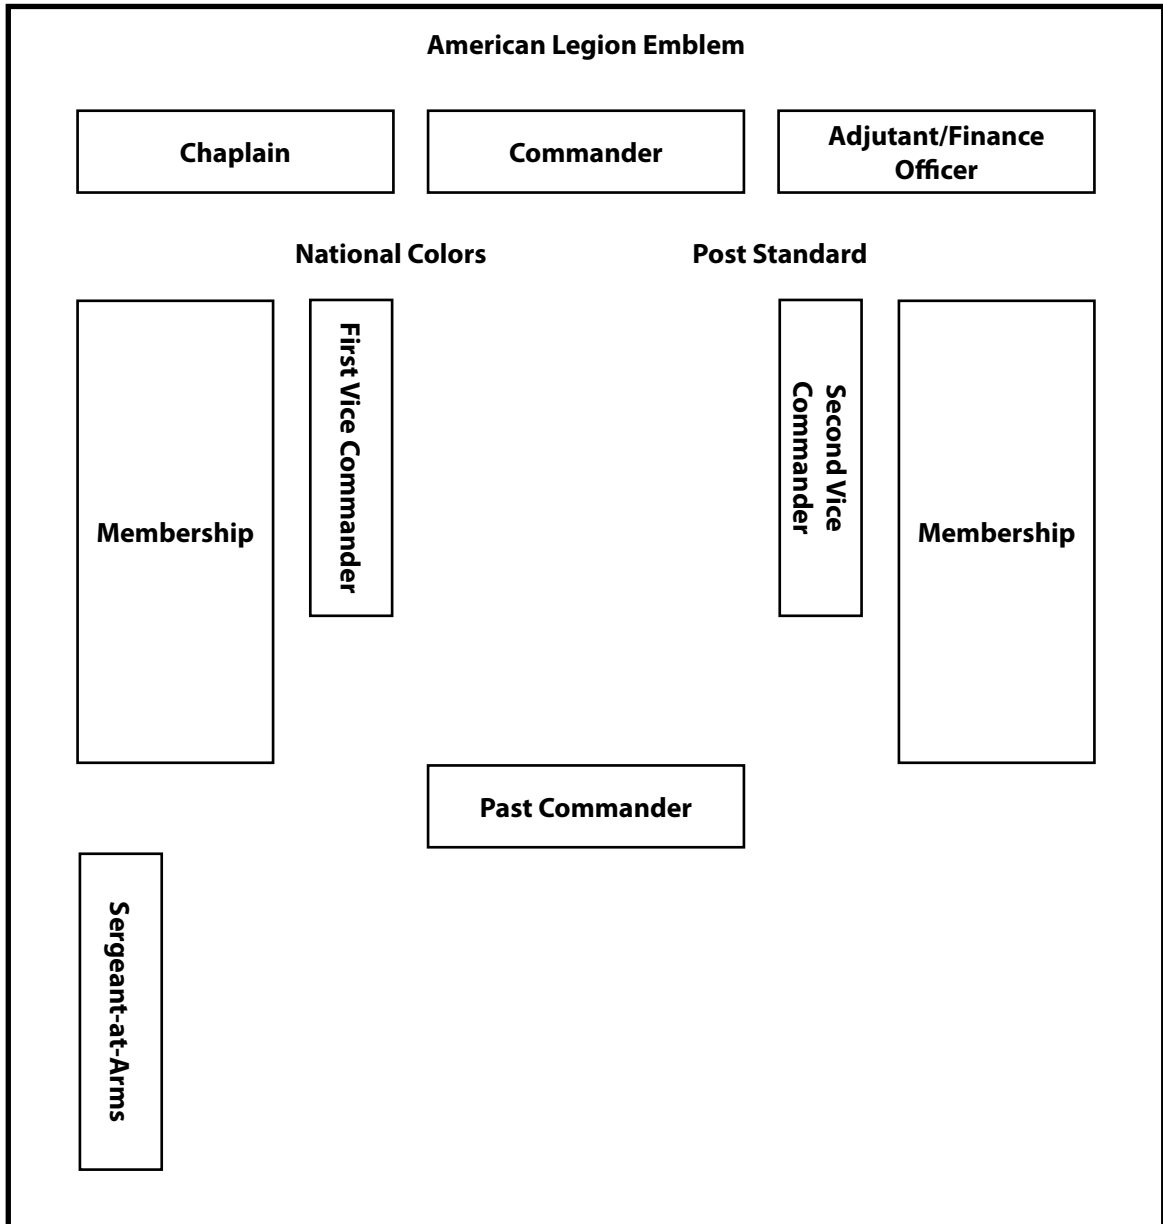 American Legion Emblem
Chaplain
Commander
Adjutant/Finance
Officer
National Colors
Post Standard
Membership
First Vice Commander
Second Vice
Commander
Membership
Past Commander
Sergeant-at-Arms